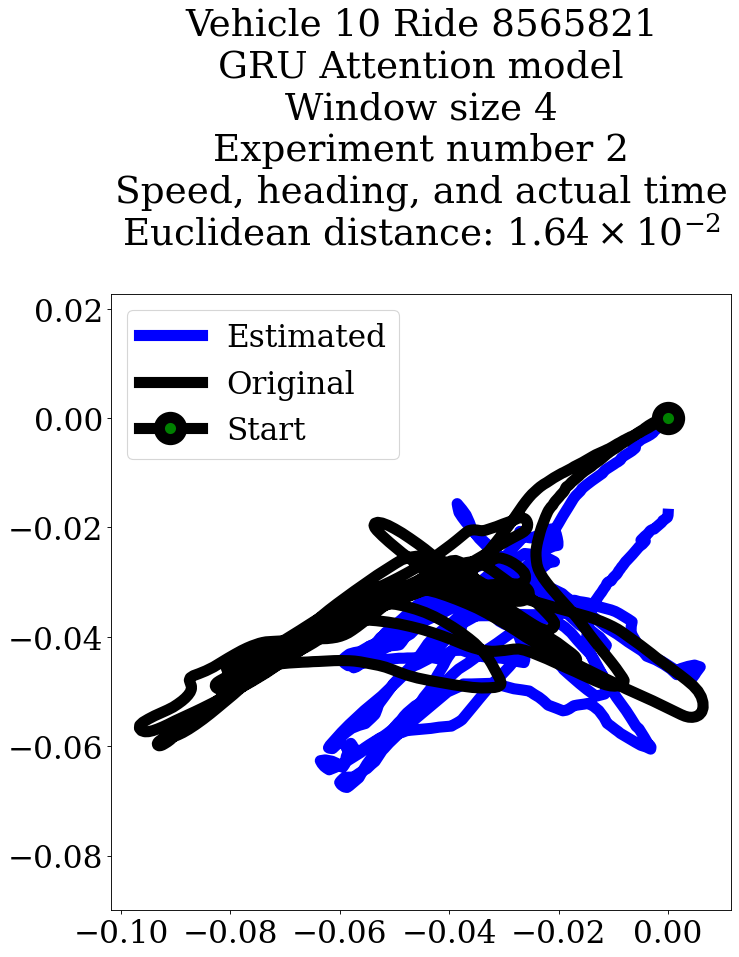 Vehicle 10 Ride 8565821
GRU Attention model
Window size 4
Experiment number 2
Speed, heading, and actual time
Euclidean distance: 1.64 × 10⁻²
Estimated
Original
Start
0.02
0.00
−0.02
−0.04
−0.06
−0.08
−0.10 −0.08 −0.06 −0.04 −0.02 0.00